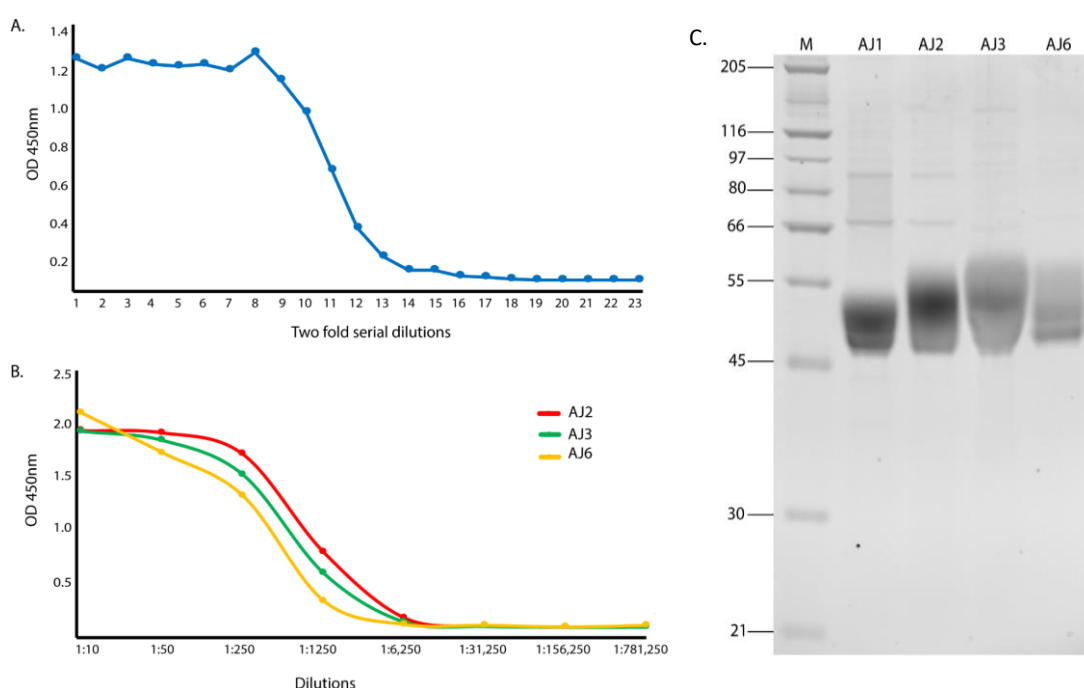 A.
OD 450nm
1.4
1.2
1.0
0.8
0.6
0.4
0.2
1 2 3 4 5 6 7 8 9 10 11 12 13 14 15 16 17 18 19 20 21 22 23
Two fold serial dilutions
B.
OD 450nm
2.5
2.0
1.5
1.0
0.5
AJ2
AJ3
AJ6
1:10 1:50 1:250 1:1250 1:6,250 1:31,250 1:156,250 1:781,250
Dilutions
C.
M AJ1 AJ2 AJ3 AJ6
205
116
97
80
66
55
45
30
21